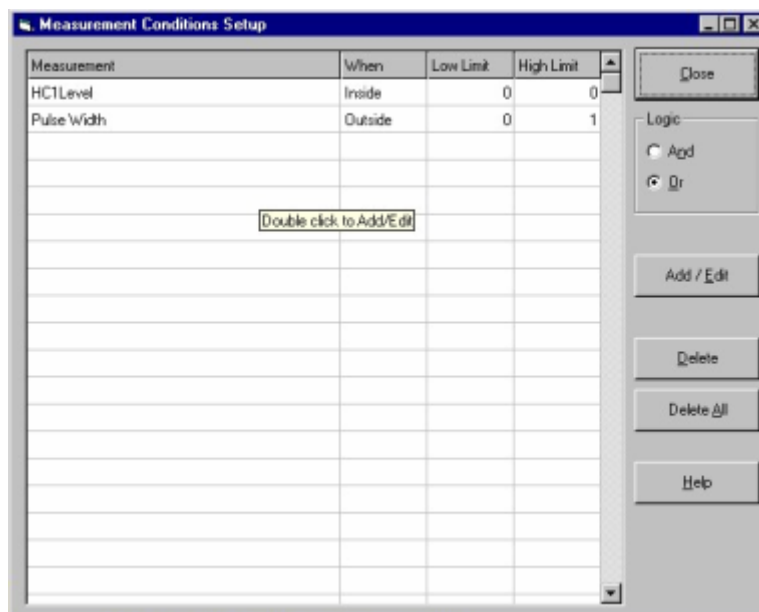 Measurement Conditions Setup
Measurement When Low Limit High Limit
HC1Level Inside 0 0
Pulse Width Outside 0 1
Double click to Add/Edit
Close
Logic
And
Or
Add / Edit
Delete
Delete All
Help